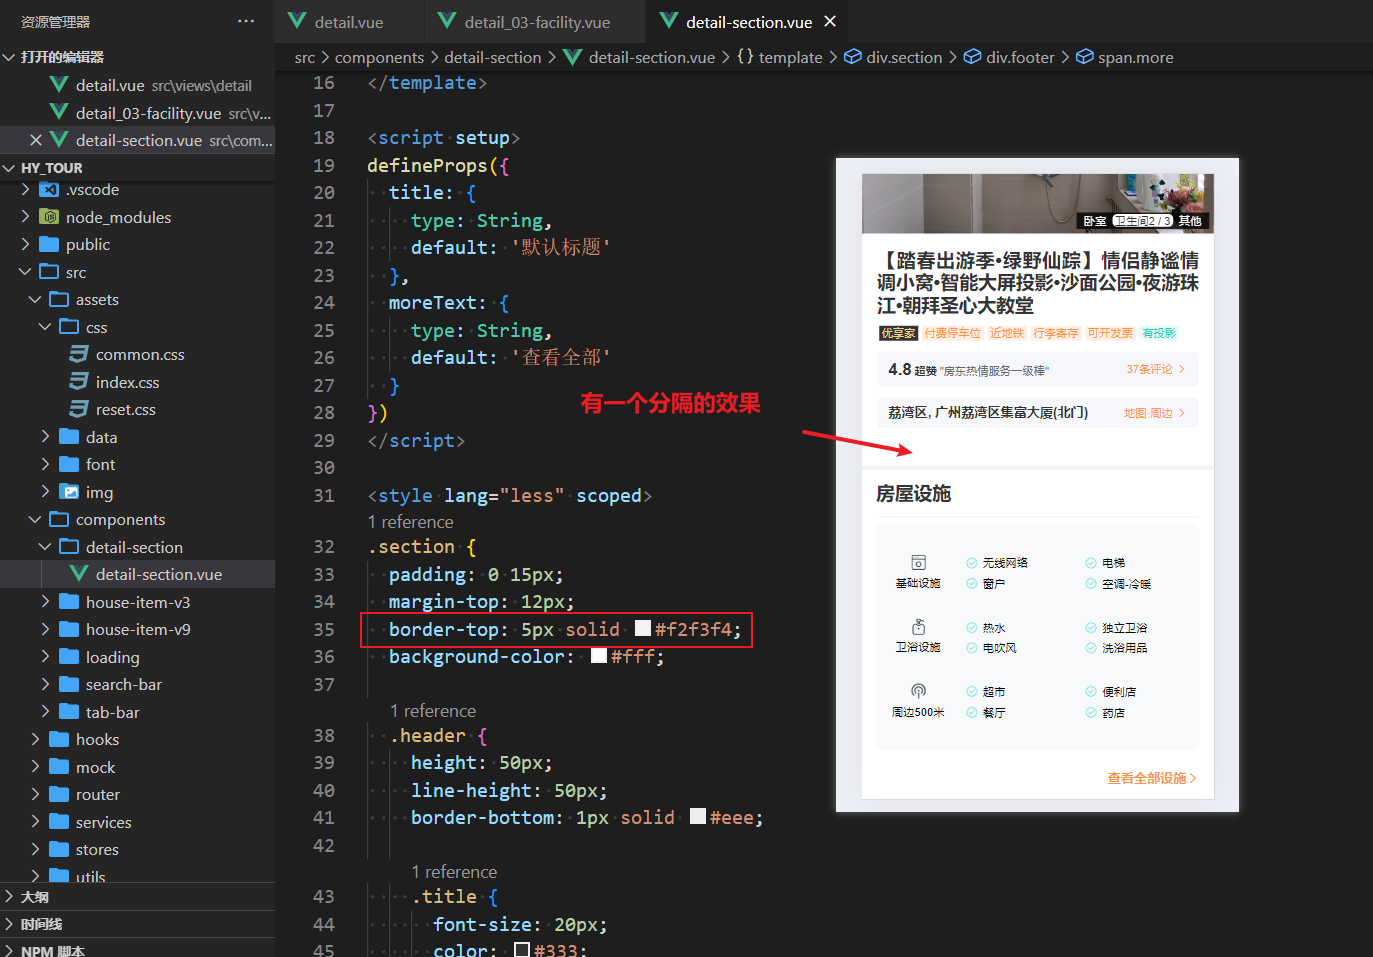 资源管理器
打开的编辑器
detail.vue src\views\detail
detail_03-facility.vue src\v...
detail-section.vue src\com...
HY_TOUR
.vscode
node_modules
public
src
assets
css
common.css
index.css
reset.css
data
font
img
components
detail-section
detail-section.vue
house-item-v3
house-item-v9
loading
search-bar
tab-bar
hooks
mock
router
services
stores
utils
大纲
时间线
NPM 脚本
detail.vue
detail_03-facility.vue
detail-section.vue
src > components > detail-section > detail-section.vue > {} template > div.section > div.footer > span.more
16 </template>
17
18 <script setup>
19 defineProps({
20 title: {
21 type: String,
22 default: '默认标题'
23 },
24 moreText: {
25 type: String,
26 default: '查看全部'
27 }
28 })
29 </script>
30
31 <style lang="less" scoped>
1 reference
32 .section {
33 padding: 0 15px;
34 margin-top: 12px;
35 border-top: 5px solid #f2f3f4;
36 background-color: #fff;
37
1 reference
38 .header {
39 height: 50px;
40 line-height: 50px;
41 border-bottom: 1px solid #eee;
42
1 reference
43 .title {
44 font-size: 20px;
45 color: #333;
有一个分隔的效果
卧室 卫生间2 / 3 其他
【踏春出游季•绿野仙踪】情侣静谧情
调小窝•智能大屏投影•沙面公园•夜游珠
江•朝拜圣心大教堂
优享家 付费停车位 近地铁 行李寄存 可开发票 有投影
4.8 超赞 "房东热情服务一级棒" 37条评论 >
荔湾区, 广州荔湾区集富大厦(北门) 地图·周边 >
房屋设施
基础设施
无线网络
电梯
窗户
空调-冷暖
卫浴设施
热水
独立卫浴
电吹风
洗浴用品
周边500米
超市
便利店
餐厅
药店
查看全部设施 >